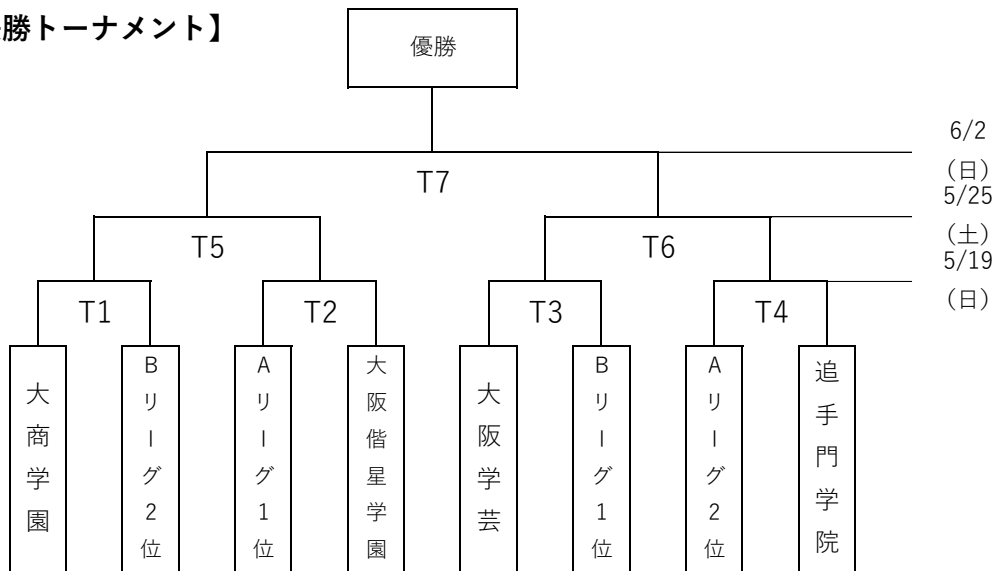 勝トーナメント】
優勝
6/2
(日)
T7
5/25
(土)
T5
T6
5/19
(日)
T1
T2
T3
T4
大商学園
Bリーグ2位
Aリーグ1位
大阪偕星学園
大阪学芸
Bリーグ1位
Aリーグ2位
追手門学院